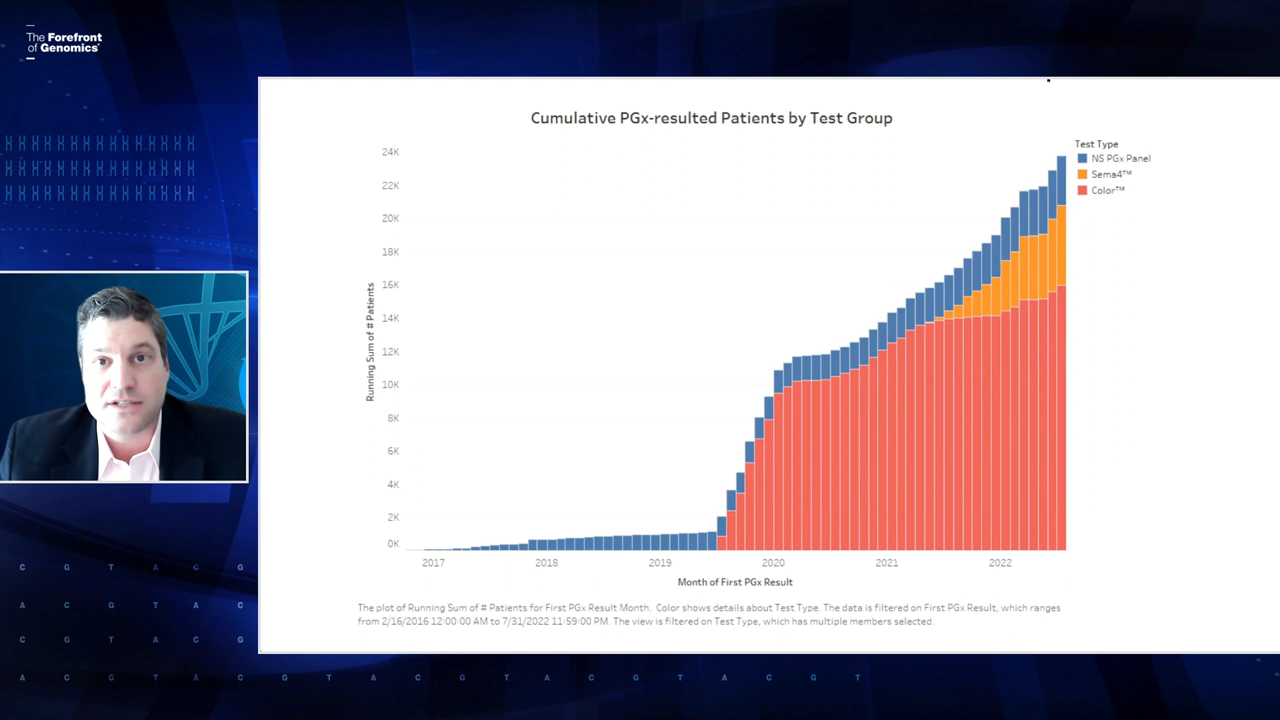 The Forefront
of Genomics®
Cumulative PGx-resulted Patients by Test Group
Test Type
NS PGx Panel
Sema4™
Color™
24K
22K
20K
18K
16K
14K
12K
10K
8K
6K
4K
2K
0K
Running Sum of # Patients
2017 2018 2019 2020 2021 2022
Month of First PGx Result
The plot of Running Sum of # Patients for First PGx Result Month. Color shows details about Test Type. The data is filtered on First PGx Result, which ranges
from 2/16/2016 12:00:00 AM to 7/31/2022 11:59:00 PM. The view is filtered on Test Type, which has multiple members selected.
C G T A C G
A C G T A C
C G T A C G
A C G T A C G T A C G T A C G T A C G T